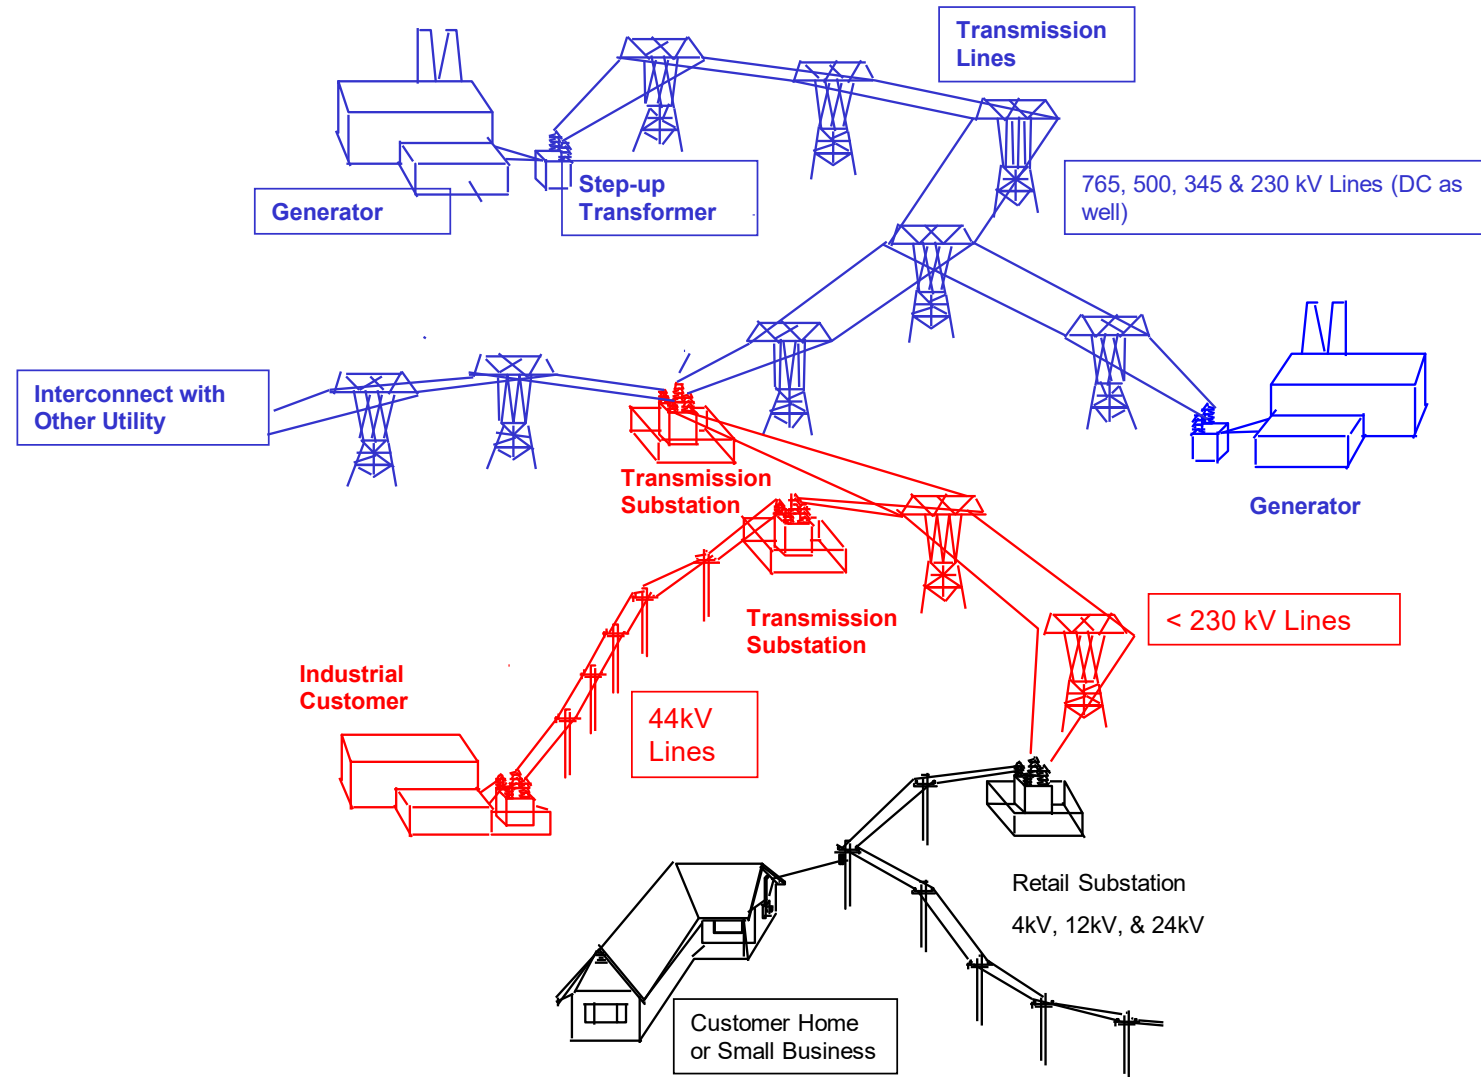 Transmission
Lines
Step-up
Transformer
Generator
765, 500, 345 & 230 kV Lines (DC as
well)
Interconnect with
Other Utility
Transmission
Substation
Generator
Transmission
Substation
< 230 kV Lines
Industrial
Customer
44kV
Lines
Retail Substation
4kV, 12kV, & 24kV
Customer Home
or Small Business